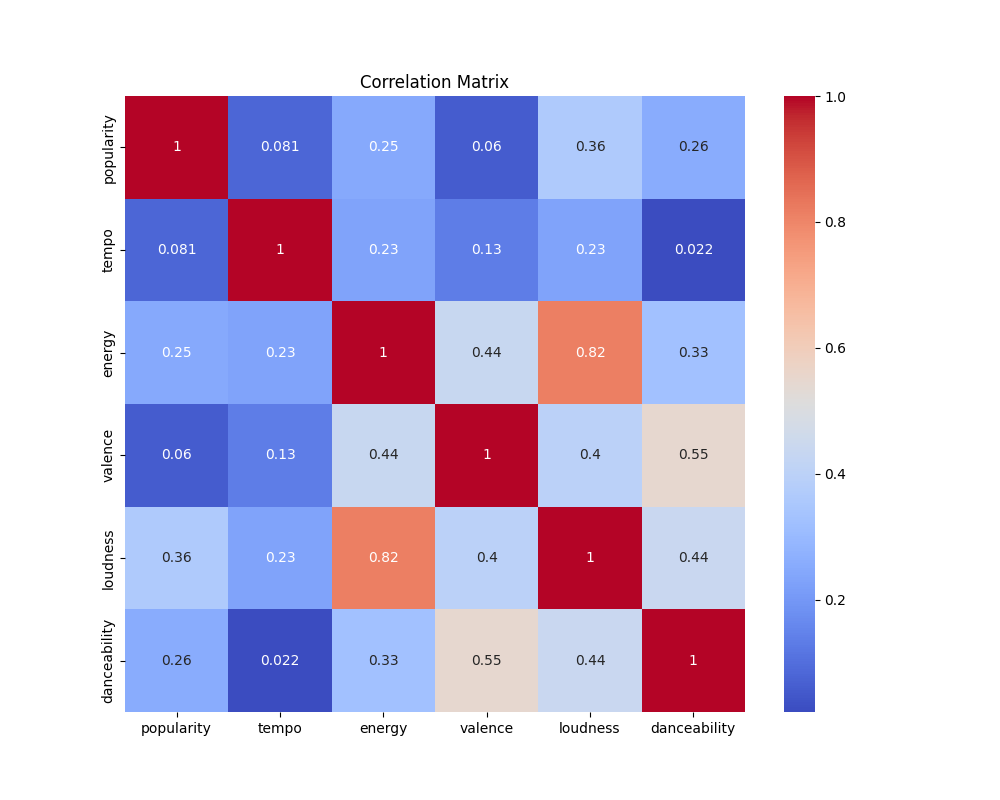 Correlation Matrix
popularity 1 0.081 0.25 0.06 0.36 0.26
tempo 0.081 1 0.23 0.13 0.23 0.022
energy 0.25 0.23 1 0.44 0.82 0.33
valence 0.06 0.13 0.44 1 0.4 0.55
loudness 0.36 0.23 0.82 0.4 1 0.44
danceability 0.26 0.022 0.33 0.55 0.44 1
popularity tempo energy valence loudness danceability
1.0
0.8
0.6
0.4
0.2